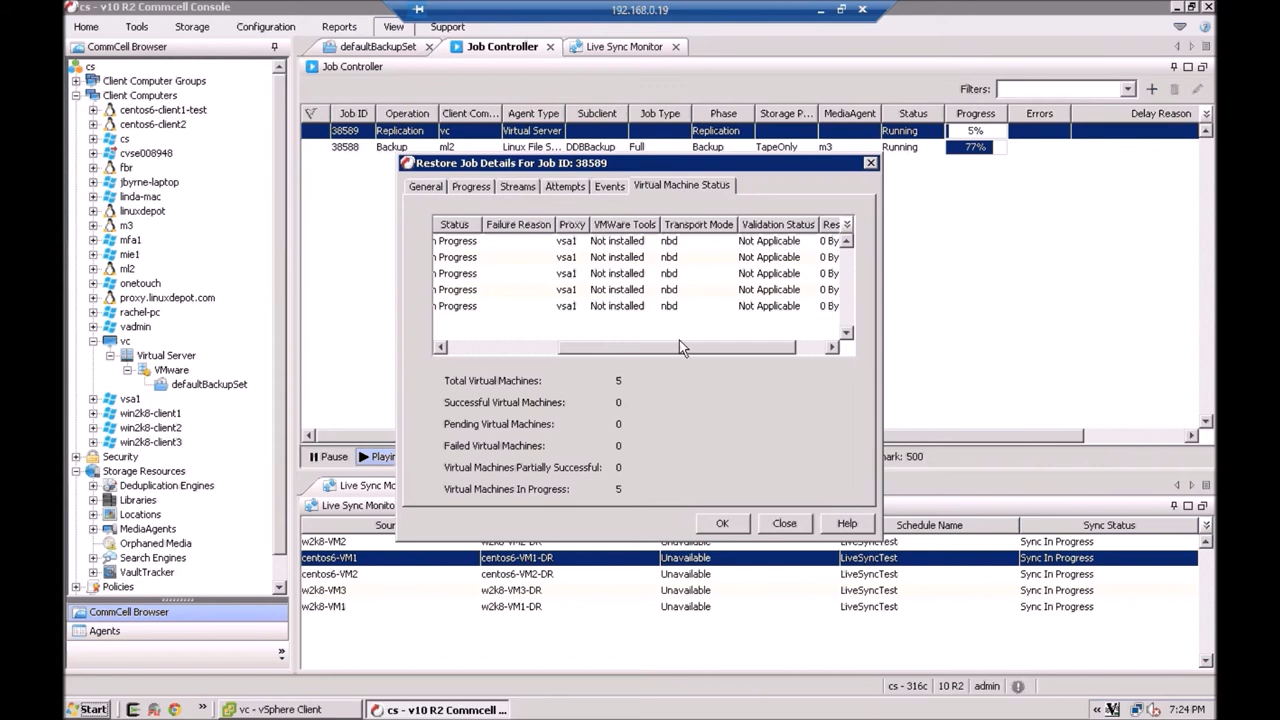 cs - v10 R2 Commcell Console
192.168.0.19
Home Tools Storage Configuration Reports View Support
CommCell Browser
defaultBackupSet Job Controller Live Sync Monitor
cs
Client Computer Groups
Client Computers
centos6-client1-test
centos6-client2
cs
cvse008948
fbr
jbyrne-laptop
linda-mac
linuxdepot
m3
mfa1
mie1
ml2
onetouch
proxy.linuxdepot.com
rachel-pc
vadmin
vc
Virtual Server
VMware
defaultBackupSet
vsa1
win2k8-client1
win2k8-client2
win2k8-client3
Security
Storage Resources
Deduplication Engines
Libraries
Locations
MediaAgents
Orphaned Media
Search Engines
VaultTracker
Policies
CommCell Browser
Agents
Job Controller
Filters:
Job ID Operation Client Com... Agent Type Subclient Job Type Phase Storage P... MediaAgent Status Progress Errors Delay Reason
38589 Replication vc Virtual Server Replication Running 5%
38588 Backup ml2 Linux File S... DDBBackup Full Backup TapeOnly m3 Running 77%
Restore Job Details For Job ID: 38589
General Progress Streams Attempts Events Virtual Machine Status
Status Failure Reason Proxy VMWare Tools Transport Mode Validation Status Res
n Progress vsa1 Not installed nbd Not Applicable 0 By
n Progress vsa1 Not installed nbd Not Applicable 0 By
n Progress vsa1 Not installed nbd Not Applicable 0 By
n Progress vsa1 Not installed nbd Not Applicable 0 By
n Progress vsa1 Not installed nbd Not Applicable 0 By
Total Virtual Machines: 5
Successful Virtual Machines: 0
Pending Virtual Machines: 0
Failed Virtual Machines: 0
Virtual Machines Partially Successful: 0
Virtual Machines In Progress: 5
OK Close Help
Pause Playin
mark: 500
Live Sync Mo
Live Sync Monito
Sour Schedule Name Sync Status
w2k8-VM2 w2k8-VM2-DR Unavailable LiveSyncTest Sync In Progress
centos6-VM1 centos6-VM1-DR Unavailable LiveSyncTest Sync In Progress
centos6-VM2 centos6-VM2-DR Unavailable LiveSyncTest Sync In Progress
w2k8-VM3 w2k8-VM3-DR Unavailable LiveSyncTest Sync In Progress
w2k8-VM1 w2k8-VM1-DR Unavailable LiveSyncTest Sync In Progress
cs - 316c 10 R2 admin
Start vc - vSphere Client cs - v10 R2 Commcell ... 7:24 PM